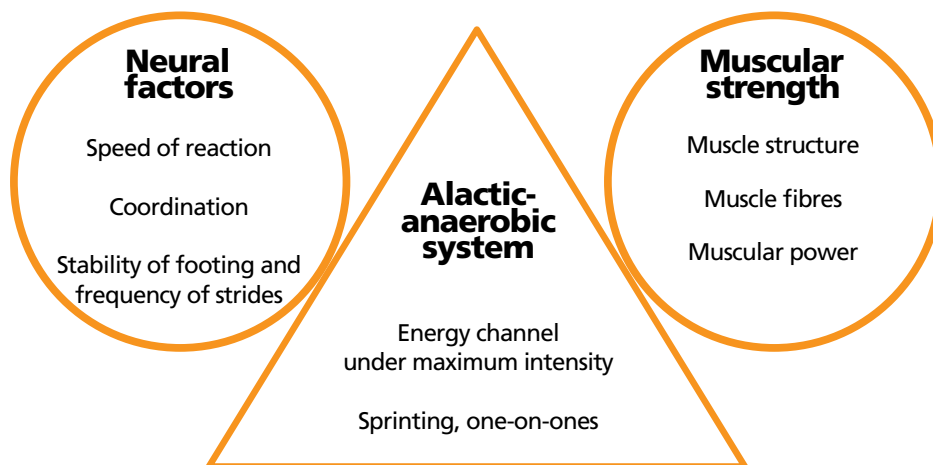 Neural
factors
Speed of reaction
Coordination
Stability of footing and
frequency of strides
Alactic-
anaerobic
system
Energy channel
under maximum intensity
Sprinting, one-on-ones
Muscular
strength
Muscle structure
Muscle fibres
Muscular power